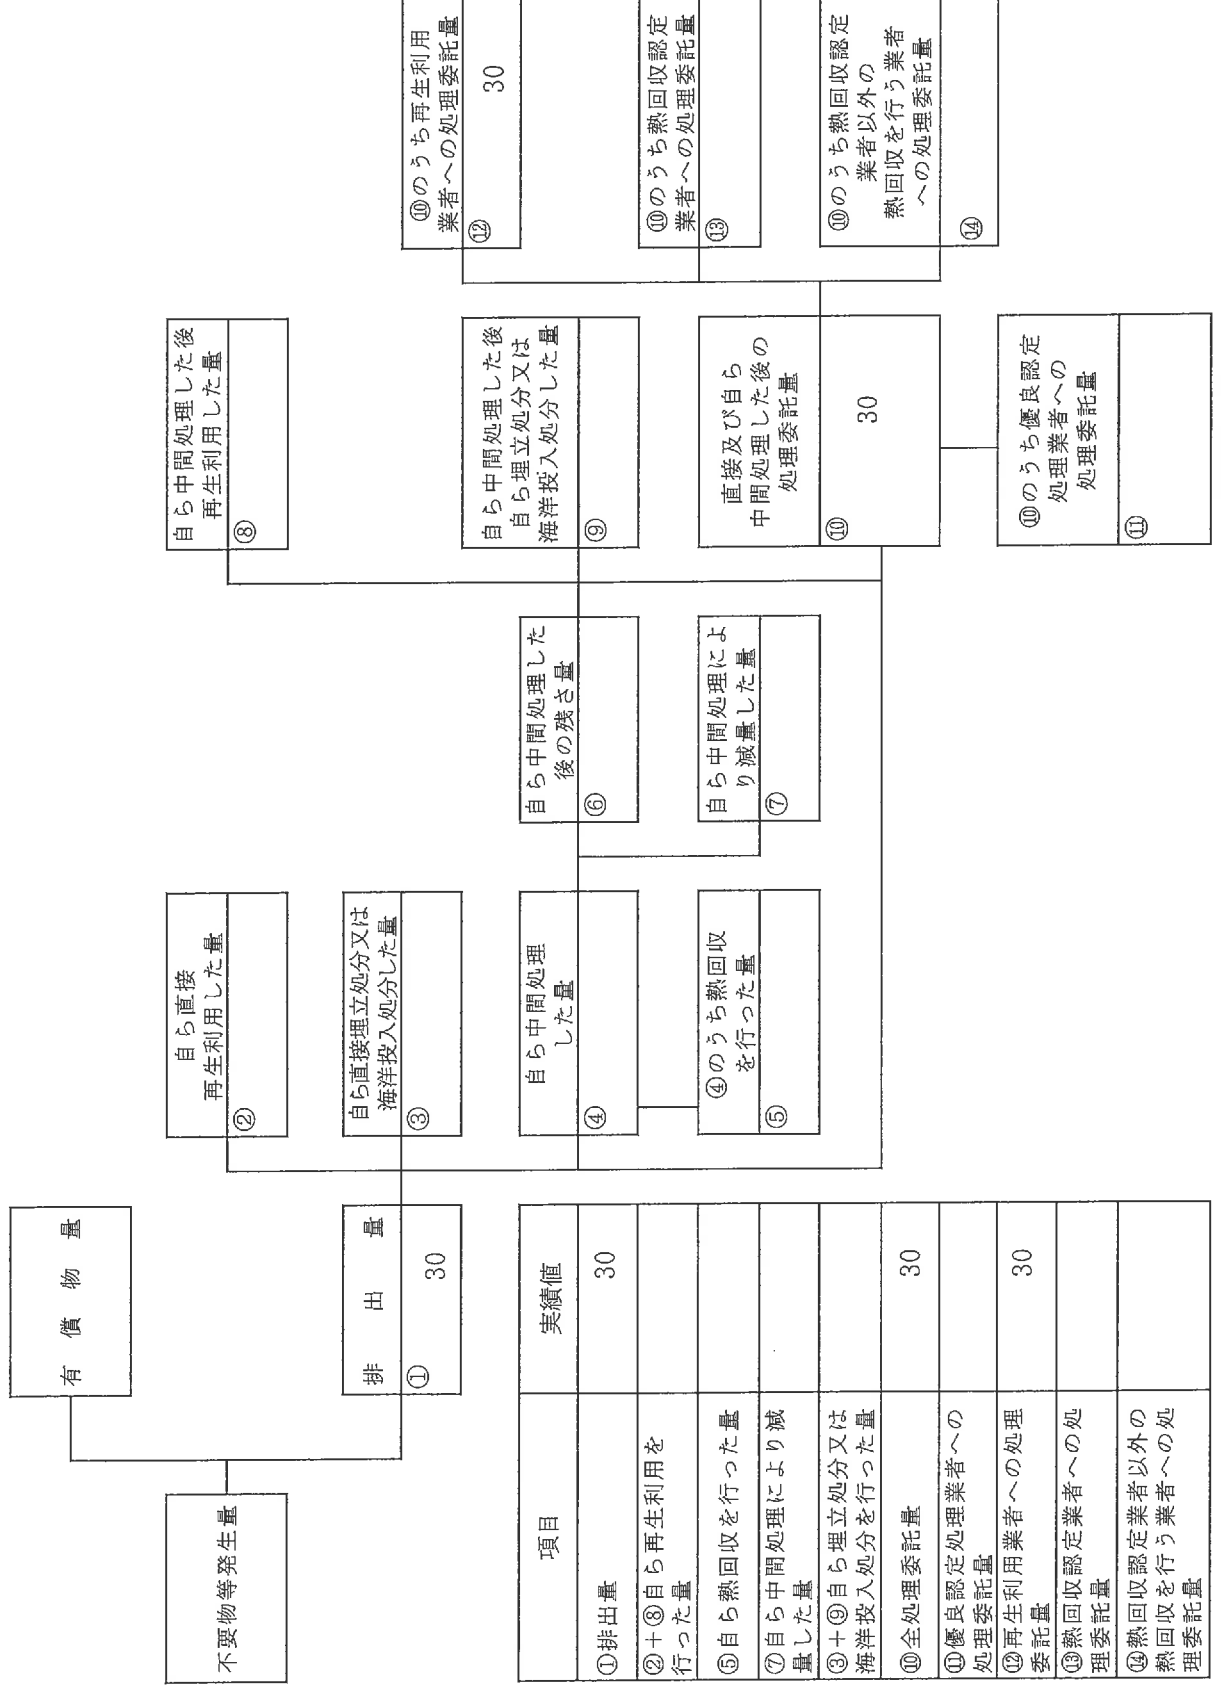 有償物量
不要物等発生量
排出量
①
30
自ら直接
再生利用した量
②
自ら直接埋立処分又は
海洋投入処分した量
③
自ら中間処理
した量
④
④のうち熱回収
を行った量
⑤
自ら中間処理した
後の残さ量
⑥
自ら中間処理によ
り減量した量
⑦
自ら中間処理した後
再生利用した量
⑧
自ら中間処理した後
自ら埋立処分又は
海洋投入処分した量
⑨
直接及び自ら
中間処理した後の
処理委託量
⑩
30
⑩のうち優良認定
処理業者への
処理委託量
⑪
⑩のうち再生利用
業者への処理委託量
⑫
30
⑩のうち熱回収認定
業者への処理委託量
⑬
⑩のうち熱回収認定
業者以外の
熱回収を行う業者
への処理委託量
⑭
項目 実績値
①排出量 30
②+⑧自ら再生利用を
行った量
⑤自ら熱回収を行った量
⑦自ら中間処理により減
量した量
③+⑨自ら埋立処分又は
海洋投入処分を行った量
⑩全処理委託量 30
⑪優良認定処理業者への
処理委託量
⑫再生利用業者への処理
委託量 30
⑬熱回収認定業者への処
理委託量
⑭熱回収認定業者以外の
熱回収を行う業者への処
理委託量